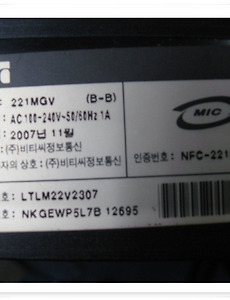 221MGV (B-B)
: AC 100-240V~50/60Hz 1A
: 2007년 11월
: (주)비티씨정보통신
자의 상호 : (주)비티씨정보통신
MIC
인증번호 : NFC-221
: LTLM22V2307
: NKGEWP5L7B 12695